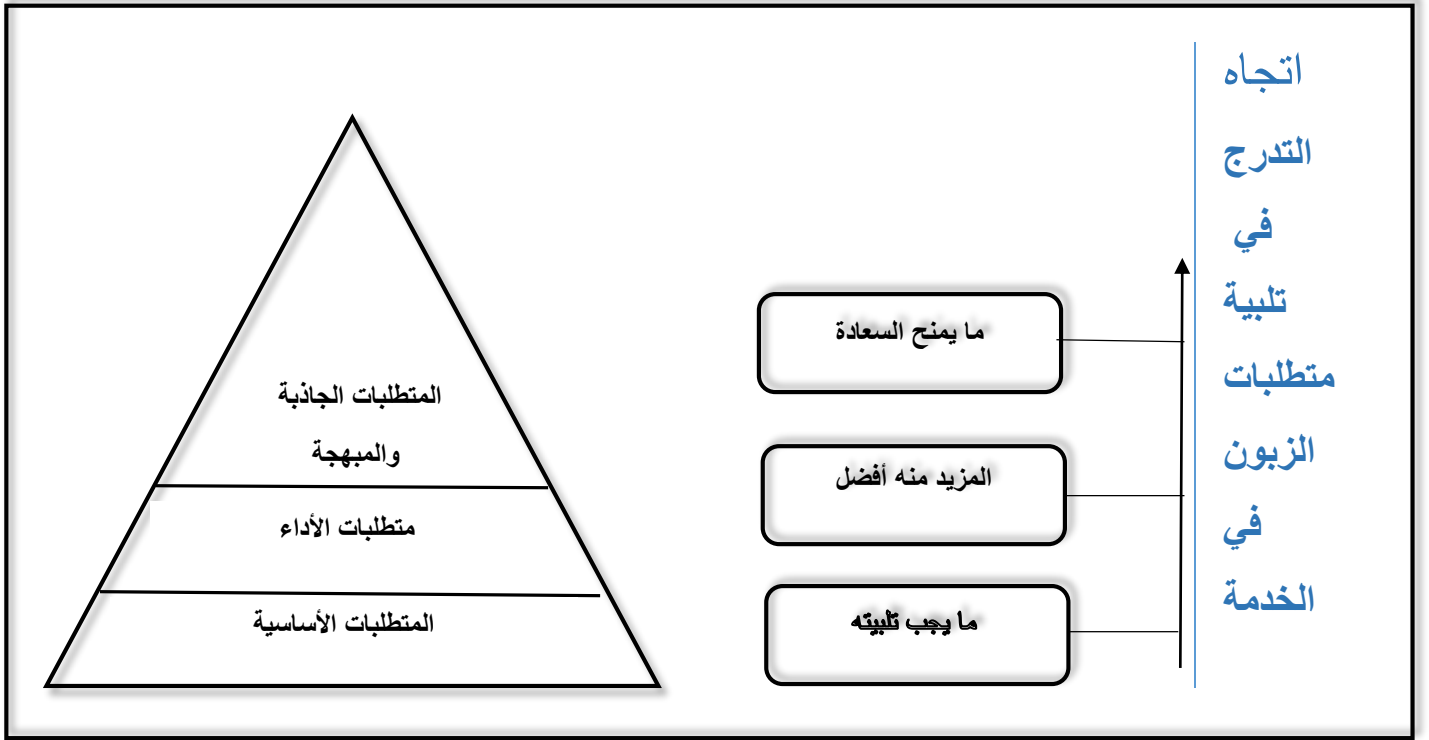 اتجاه
التدرج
في
تلبية
متطلبات
الزبون
في
الخدمة
ما يمنح السعادة
المزيد منه أفضل
ما يجب تلبيته
المتطلبات الجاذبة
والمبهجة
متطلبات الأداء
المتطلبات الأساسية